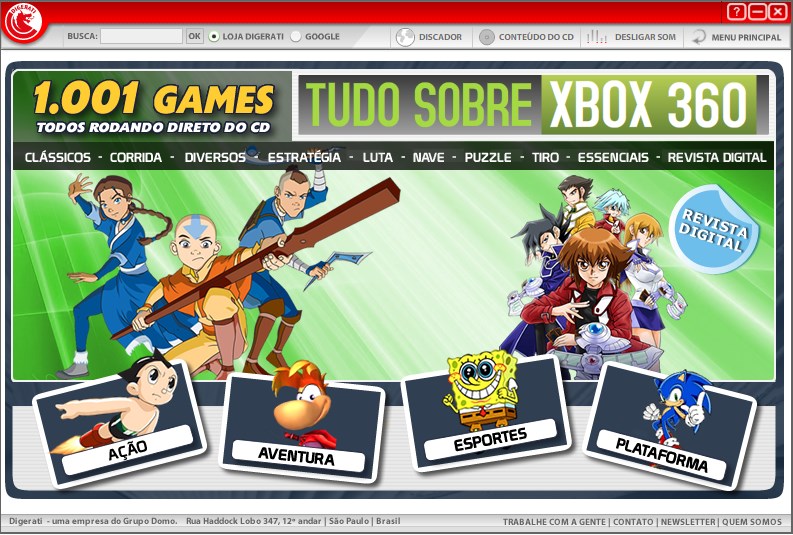 DIGERATI
?
BUSCA: OK LOJA DIGERATI GOOGLE DISCADOR CONTEÚDO DO CD DESLIGAR SOM MENU PRINCIPAL
1.001 GAMES
TODOS RODANDO DIRETO DO CD
TUDO SOBRE XBOX 360
CLÁSSICOS - CORRIDA - DIVERSOS - ESTRATÉGIA - LUTA - NAVE - PUZZLE - TIRO - ESSENCIAIS - REVISTA DIGITAL
REVISTA
DIGITAL
AÇÃO
AVENTURA
ESPORTES
PLATAFORMA
Digerati - uma empresa do Grupo Domo. Rua Haddock Lobo 347, 12º andar | São Paulo | Brasil
TRABALHE COM A GENTE | CONTATO | NEWSLETTER | QUEM SOMOS